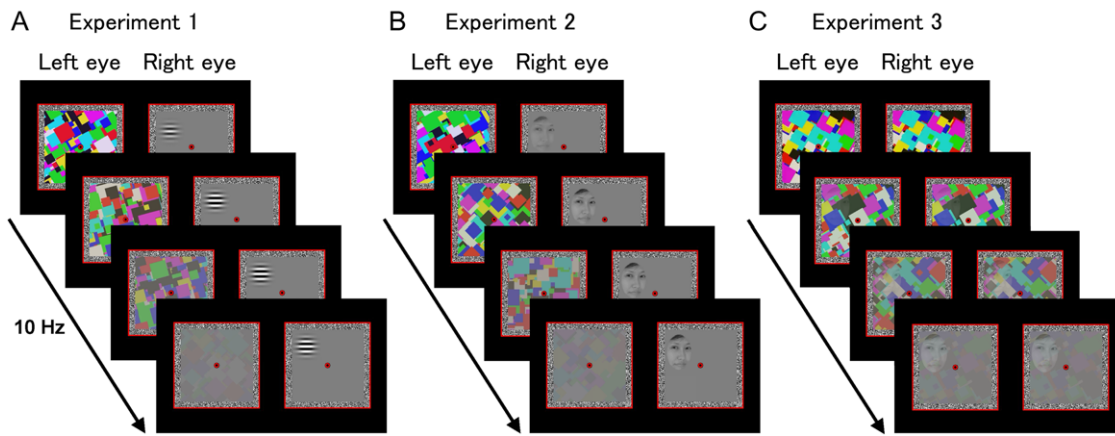 A Experiment 1
Left eye Right eye
10 Hz
B Experiment 2
Left eye Right eye
C Experiment 3
Left eye Right eye